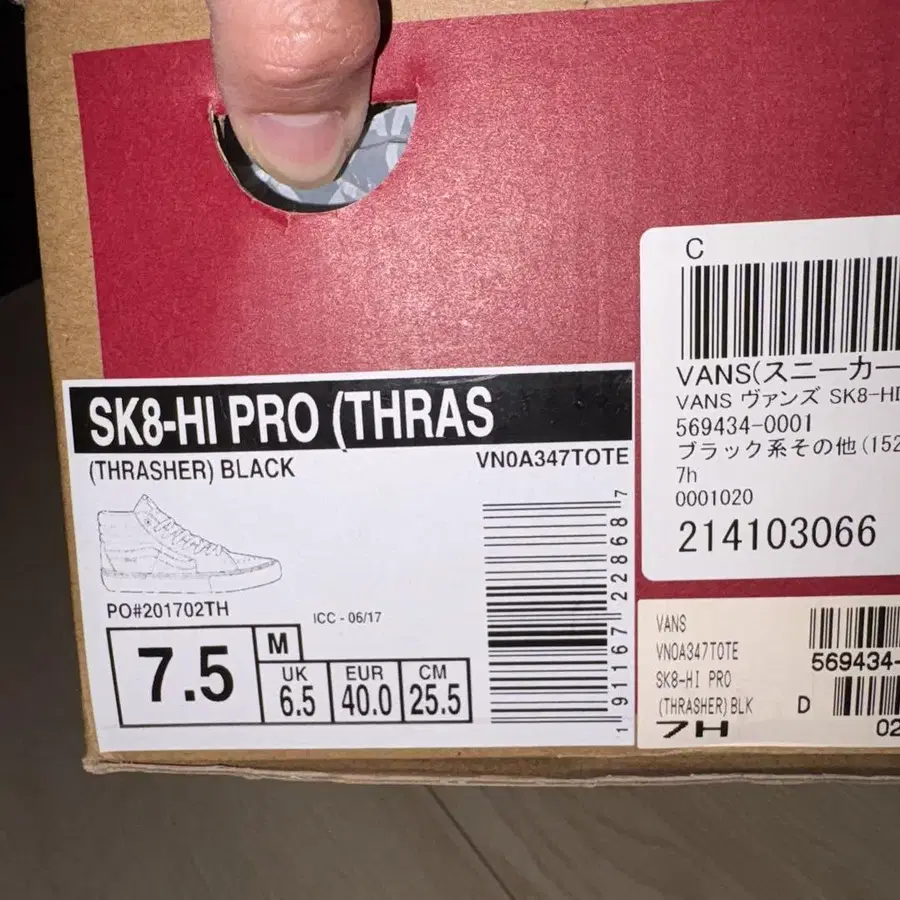 SK8-HI PRO (THRAS
(THRASHER) BLACK
VN0A347TOTE
PO#201702TH
ICC - 06/17
7.5
M
UK
6.5
EUR
40.0
CM
25.5
1 91167 22868 7
C
VANS(スニーカー
VANS ヴァンズ SK8-HI
569434-0001
ブラック系その他(152
7h
0001020
214103066
VANS
VN0A347TOTE
SK8-HI PRO
(THRASHER)BLK
7H
569434-
D
02